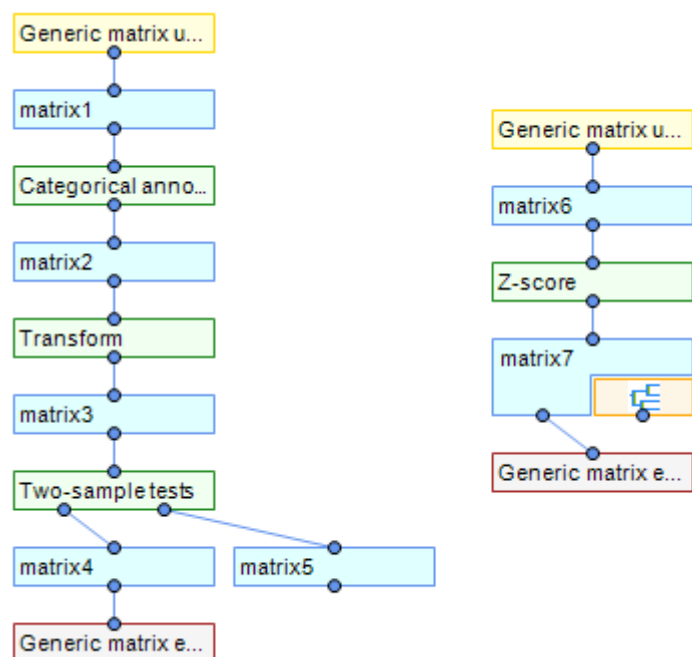 Generic matrix u...
matrix1
Categorical anno...
matrix2
Transform
matrix3
Two-sample tests
matrix4
matrix5
Generic matrix e...
Generic matrix u...
matrix6
Z-score
matrix7
Generic matrix e...